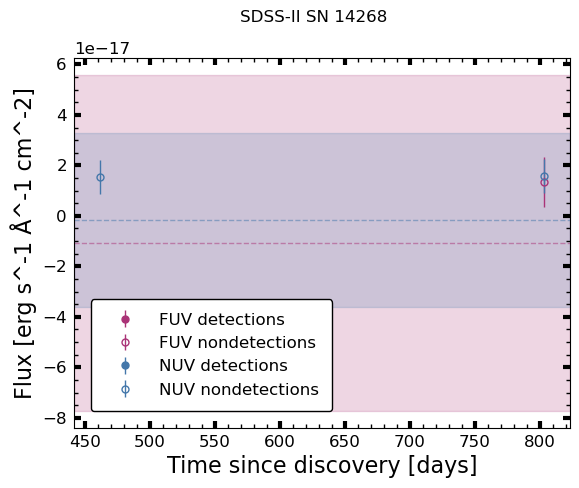 SDSS-II SN 14268
1e−17
Flux [erg s^-1 Å^-1 cm^-2]
6
4
2
0
−2
−4
−6
−8
FUV detections
FUV nondetections
NUV detections
NUV nondetections
450 500 550 600 650 700 750 800
Time since discovery [days]